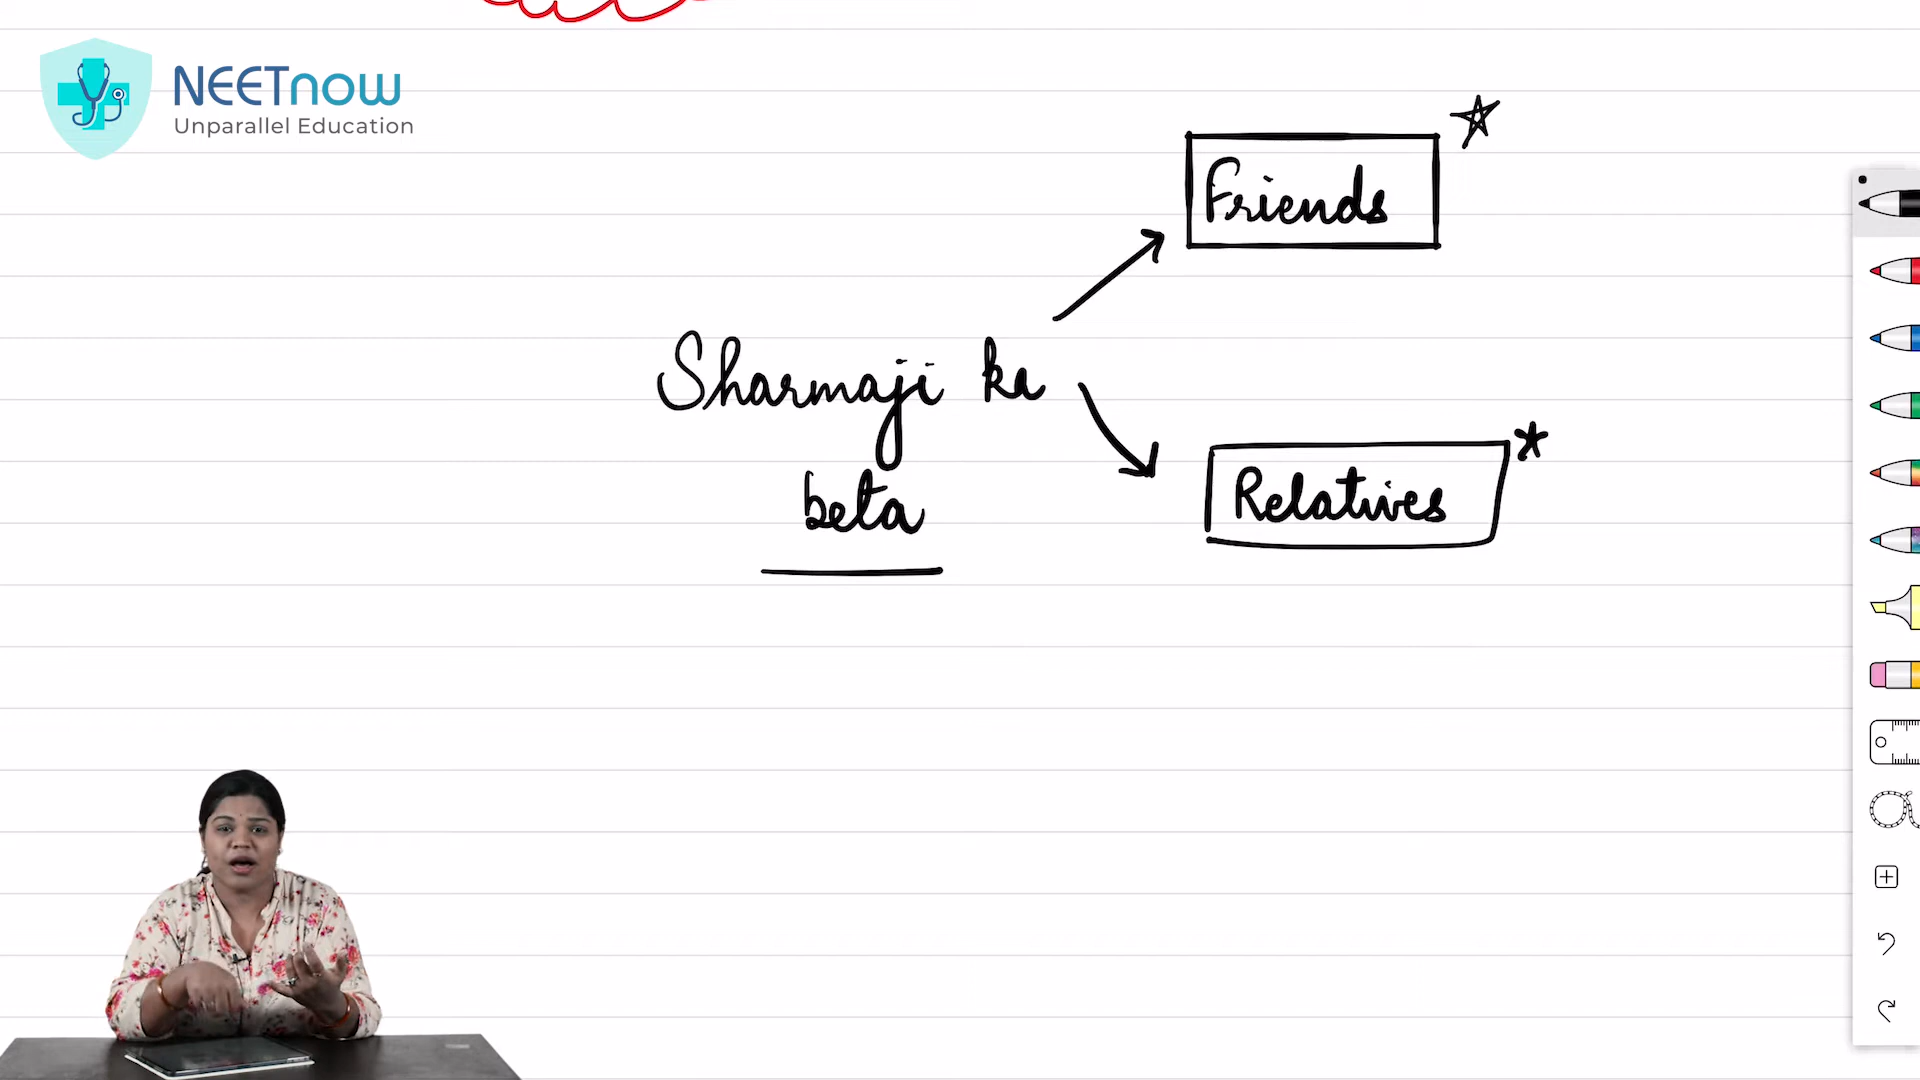 NEETnow
Unparallel Education
Friends
Sharmaji ka
beta
Relatives